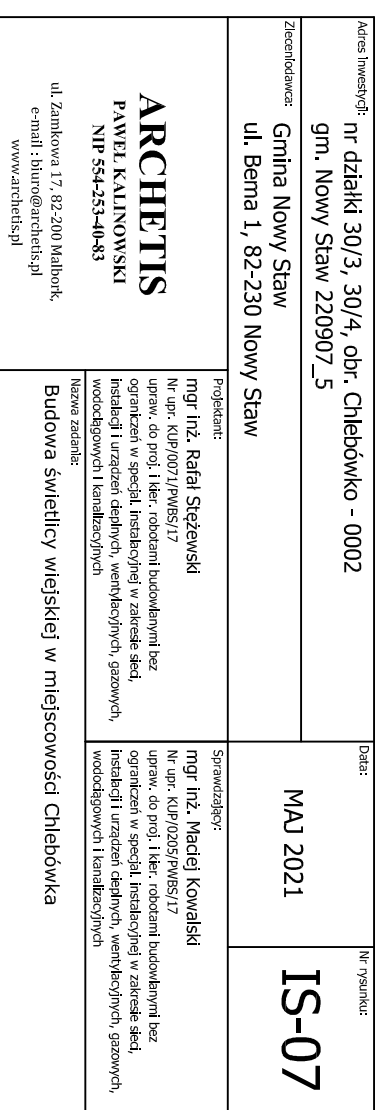 Adres inwestycji:
nr działki 30/3, 30/4, obr. Chlebówko - 0002
gm. Nowy Staw 220907_5
Data:
MAJ 2021
Nr rysunku:
IS-07
Zleceniodawca:
Gmina Nowy Staw
ul. Bema 1, 82-230 Nowy Staw
ARCHETIS
PAWEŁ KALINOWSKI
NIP 554-253-40-83
ul. Zamkowa 17, 82-200 Malbork,
e-mail : biuro@archetis.pl
www.archetis.pl
Projektant:
mgr inż. Rafał Stężewski
Nr upr. KUP/0071/PWBS/17
upraw. do proj. i kier. robotami budowlanymi bez
ograniczeń w specjal. instalacyjnej w zakresie sieci,
instalacji i urządzeń cieplnych, wentylacyjnych, gazowych,
wodociągowych i kanalizacyjnych
Sprawdzający:
mgr inż. Maciej Kowalski
Nr upr. KUP/0205/PWBS/17
upraw. do proj. i kier. robotami budowlanymi bez
ograniczeń w specjal. instalacyjnej w zakresie sieci,
instalacji i urządzeń cieplnych, wentylacyjnych, gazowych,
wodociągowych i kanalizacyjnych
Nazwa zadania:
Budowa świetlicy wiejskiej w miejscowości Chlebówka